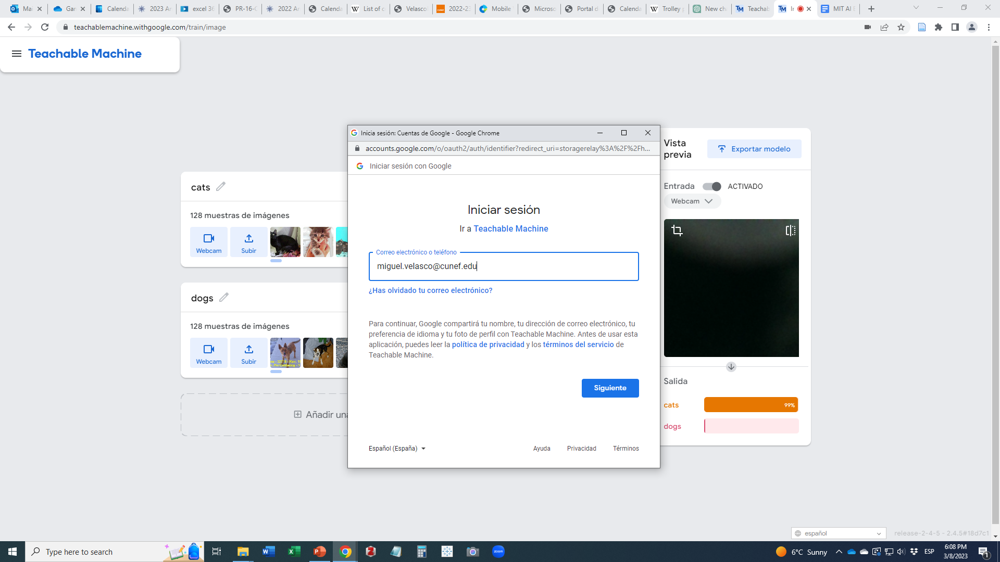 Ma
Gar
Calenda
2023 Ar
excel 36
PR-16-C
2022 Ar
Calenda
List of c
Velasco
2022-23
Mobile
Microso
Portal d
Calenda
Trolley p
New cha
Teachab
MIT AI E
teachablemachine.withgoogle.com/train/image
Teachable Machine
Inicia sesión: Cuentas de Google - Google Chrome
accounts.google.com/o/oauth2/auth/identifier?redirect_uri=storagerelay%3A%2F%2Fh...
Iniciar sesión con Google
Iniciar sesión
Ir a Teachable Machine
Correo electrónico o teléfono
miguel.velasco@cunef.edu
¿Has olvidado tu correo electrónico?
Para continuar, Google compartirá tu nombre, tu dirección de correo electrónico, tu
preferencia de idioma y tu foto de perfil con Teachable Machine. Antes de usar esta
aplicación, puedes leer la política de privacidad y los términos del servicio de
Teachable Machine.
Siguiente
Español (España)
Ayuda
Privacidad
Términos
cats
128 muestras de imágenes
Webcam
Subir
dogs
128 muestras de imágenes
Webcam
Subir
Añadir una
Vista
previa
Exportar modelo
Entrada
ACTIVADO
Webcam
Salida
cats
99%
dogs
español
release-2-4-5 - 2.4.5#18d7c1
Type here to search
zoom
6°C Sunny
ESP
6:08 PM
3/8/2023
1